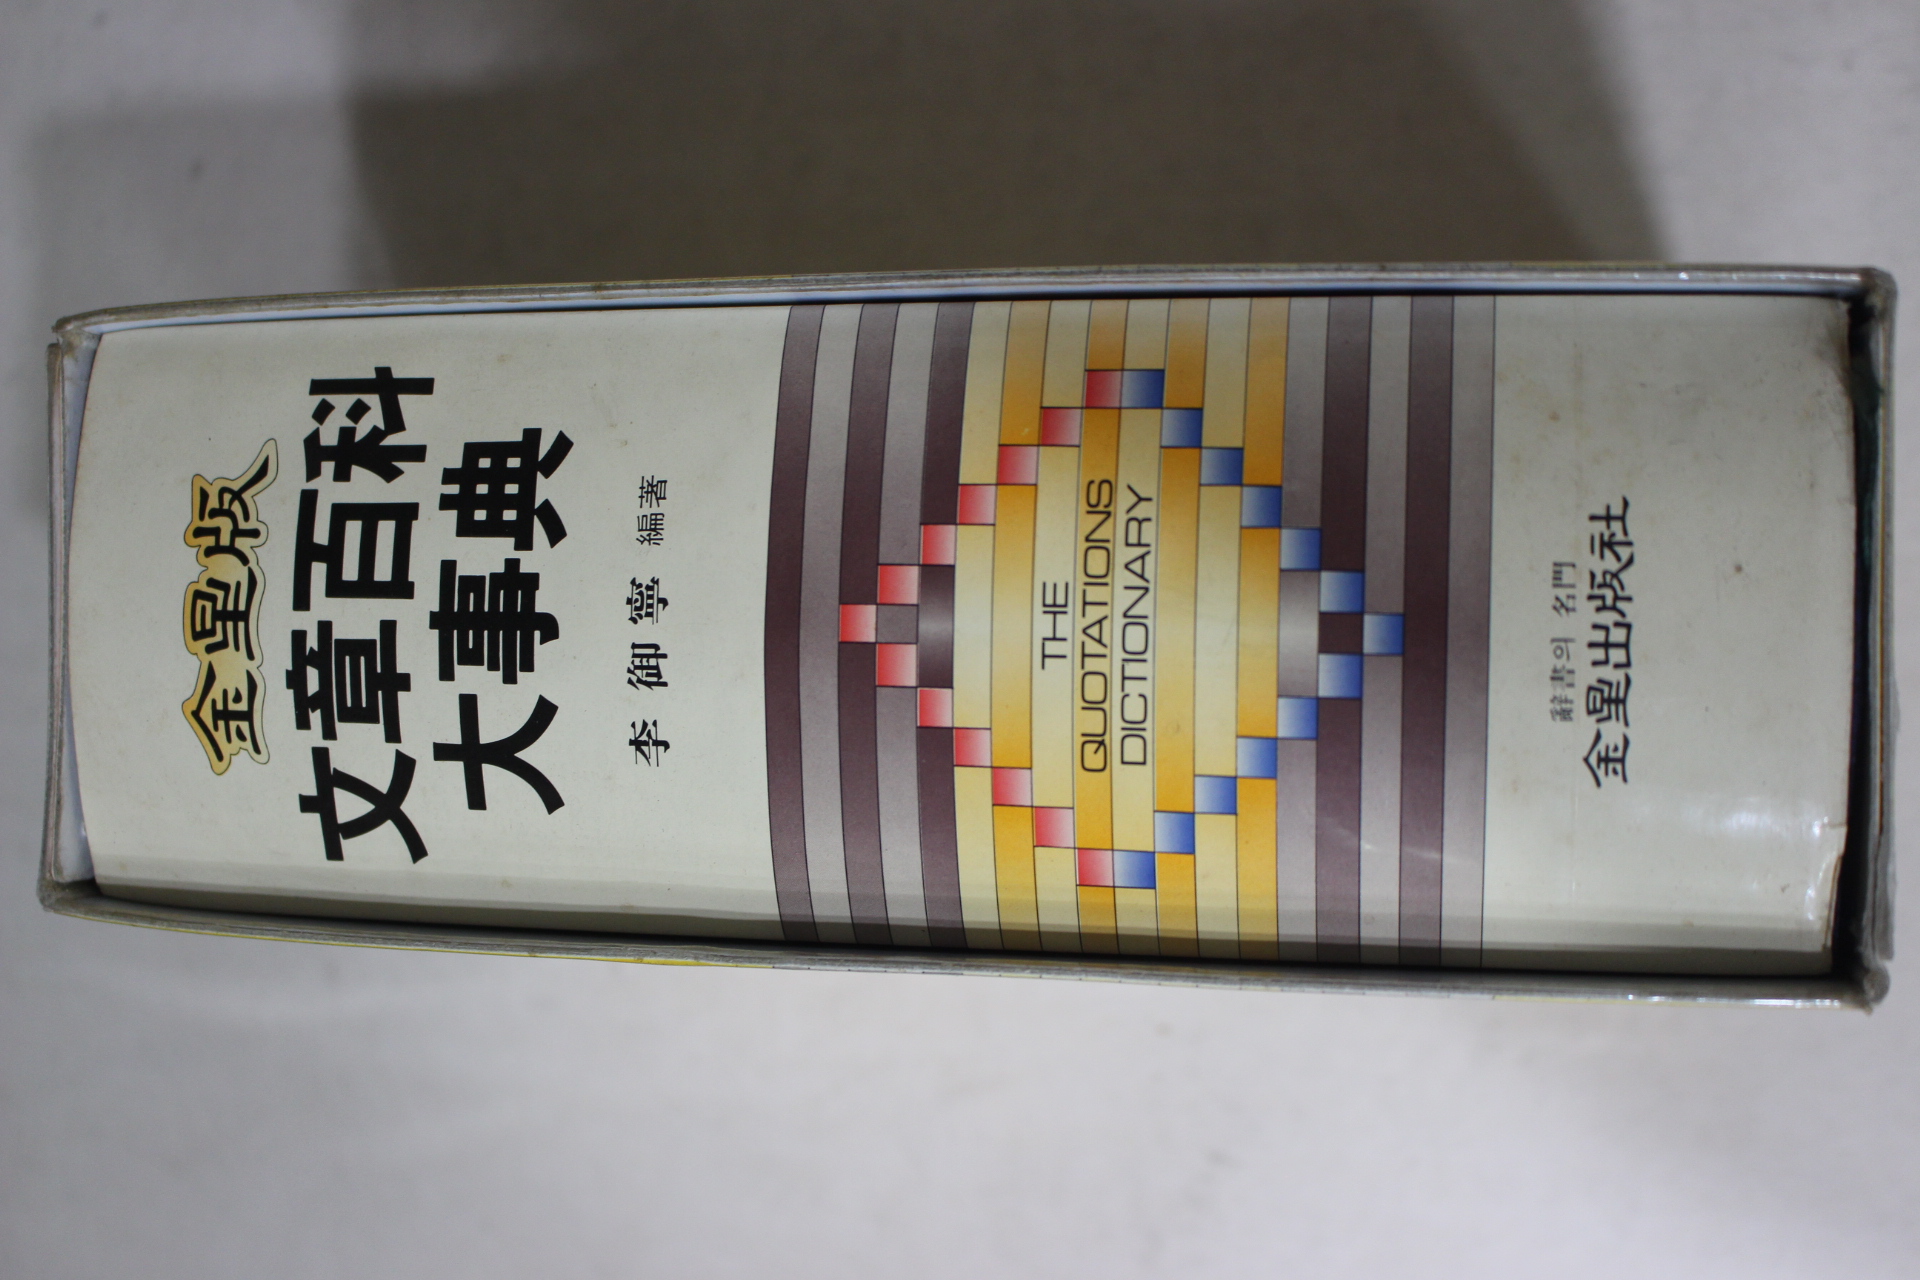 金星版
文章百科
大事典
李御寧 編著
THE
QUOTATIONS
DICTIONARY
辭書의 名門
金星出版社